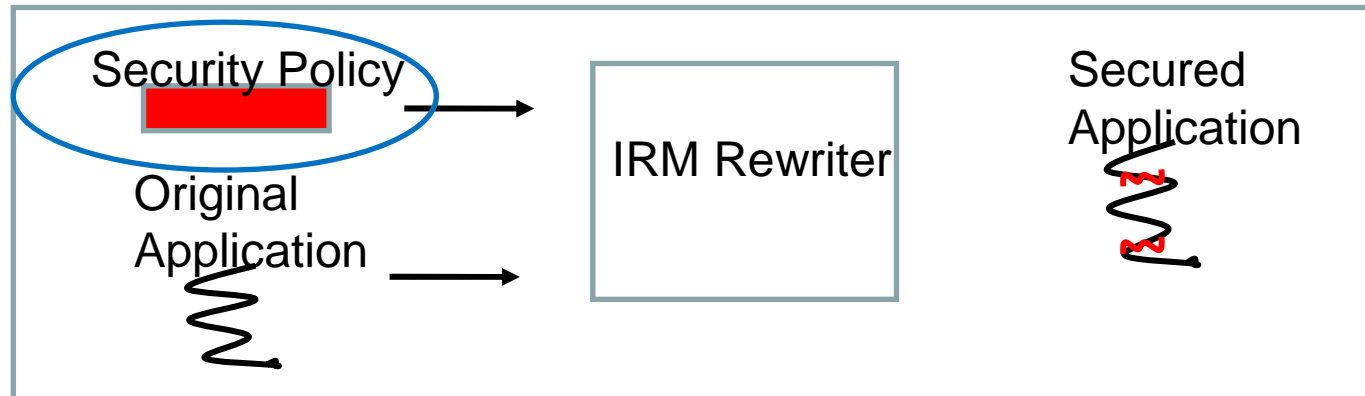 Security Policy
Original
Application
IRM Rewriter
Secured
Application